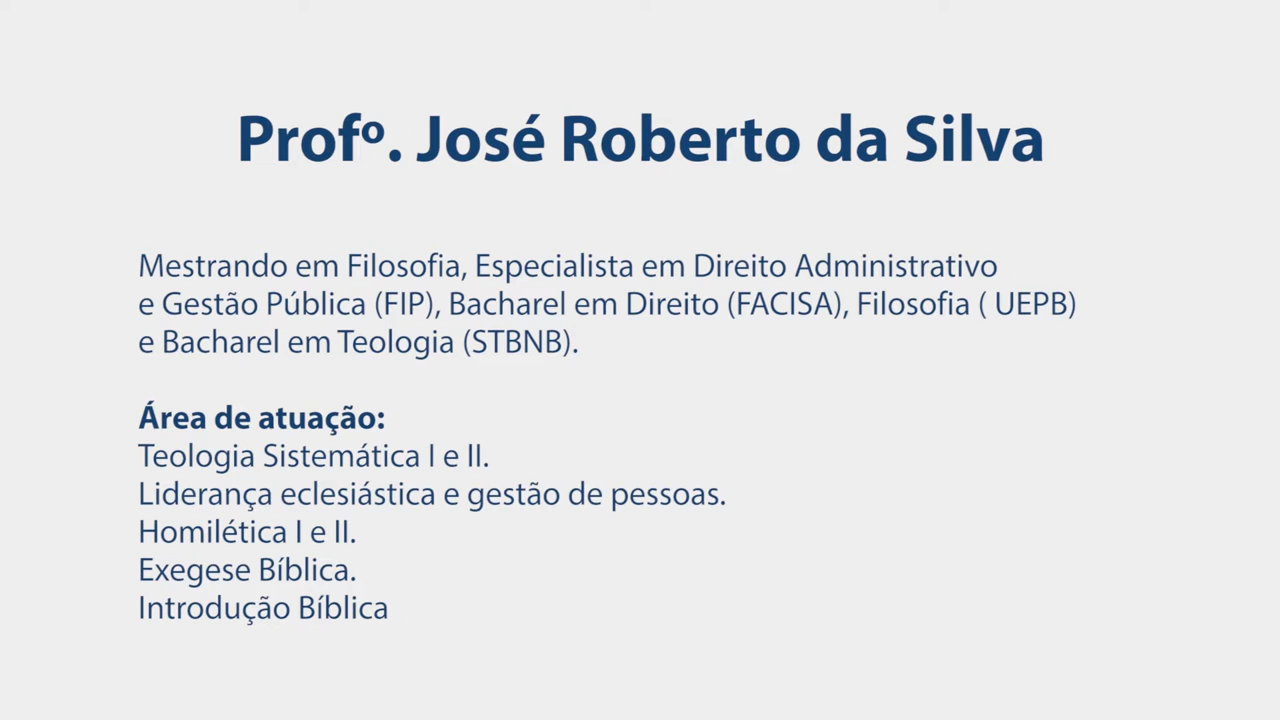 Profº. José Roberto da Silva
Mestrando em Filosofia, Especialista em Direito Administrativo
e Gestão Pública (FIP), Bacharel em Direito (FACISA), Filosofia ( UEPB)
e Bacharel em Teologia (STBNB).
Área de atuação:
Teologia Sistemática I e II.
Liderança eclesiástica e gestão de pessoas.
Homilética I e II.
Exegese Bíblica.
Introdução Bíblica